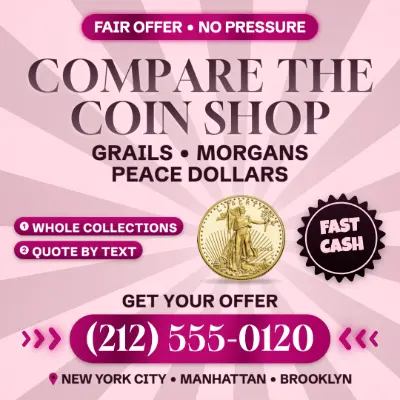 FAIR OFFER • NO PRESSURE
COMPARE THE
COIN SHOP
GRAILS • MORGANS
PEACE DOLLARS
1 WHOLE COLLECTIONS
2 QUOTE BY TEXT
FAST
CASH
GET YOUR OFFER
(212) 555-0120
NEW YORK CITY • MANHATTAN • BROOKLYN